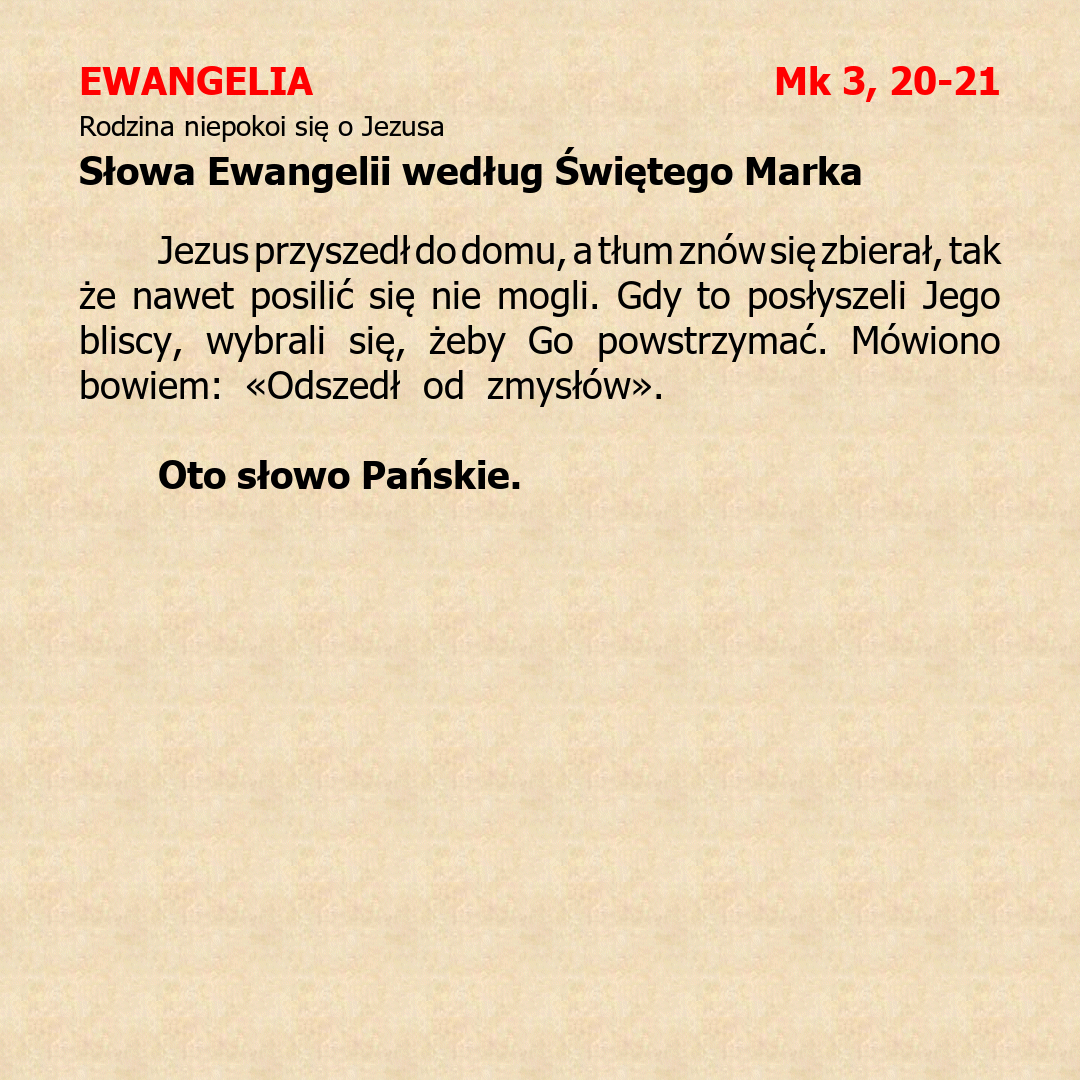 EWANGELIA Mk 3, 20-21
Rodzina niepokoi się o Jezusa
Słowa Ewangelii według Świętego Marka
Jezus przyszedł do domu, a tłum znów się zbierał, tak
że nawet posilić się nie mogli. Gdy to posłyszeli Jego
bliscy, wybrali się, żeby Go powstrzymać. Mówiono
bowiem: «Odszedł od zmysłów».
Oto słowo Pańskie.